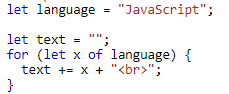 let language = "JavaScript";

let text = "";
for (let x of language) {
  text += x + "<br>";
}